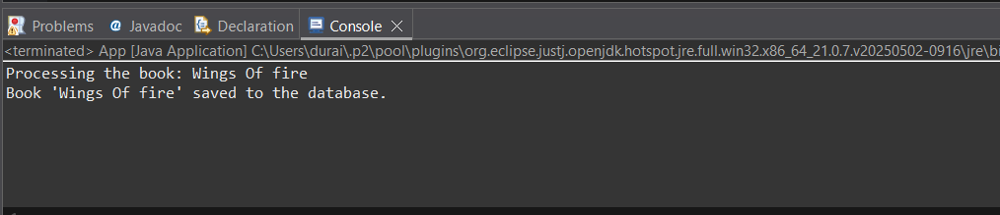 Problems @ Javadoc Declaration Console
<terminated> App [Java Application] C:\Users\durai\.p2\pool\plugins\org.eclipse.justj.openjdk.hotspot.jre.full.win32.x86_64_21.0.7.v20250502-0916\jre\bi
Processing the book: Wings Of fire
Book 'Wings Of fire' saved to the database.